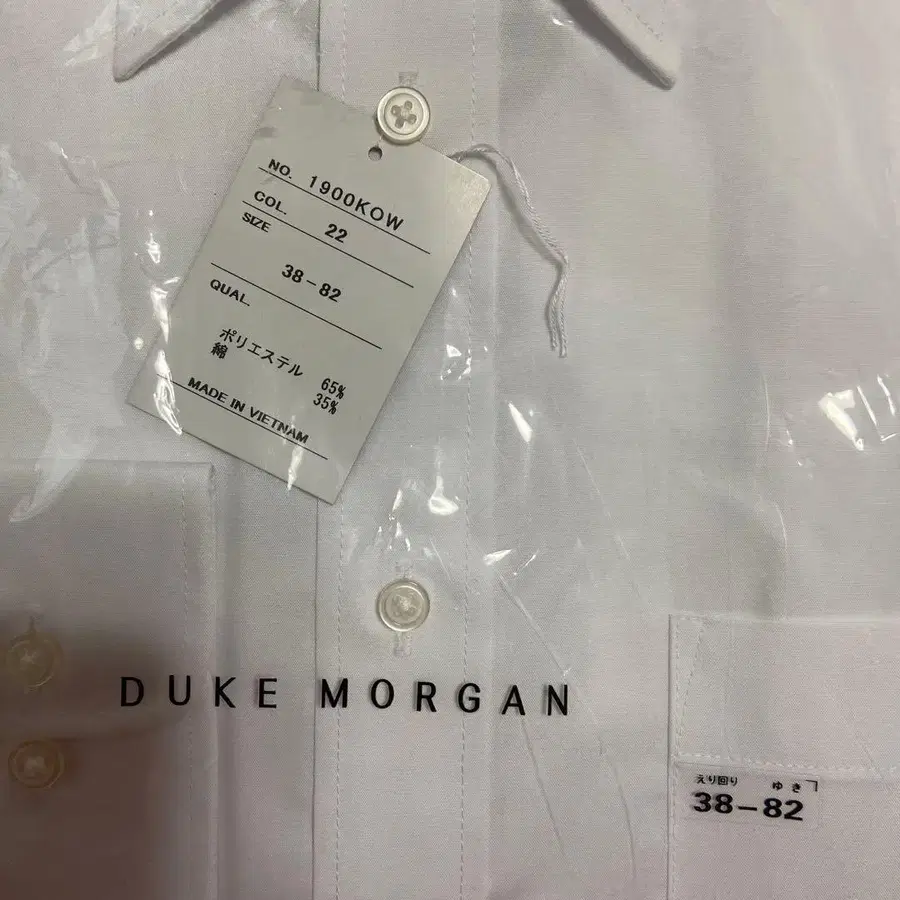 NO. 1900KOW
COL. 22
SIZE
38-82
QUAL.
ポリエステル 65%
綿 35%
MADE IN VIETNAM
DUKE MORGAN
えり回り ゆき
38-82